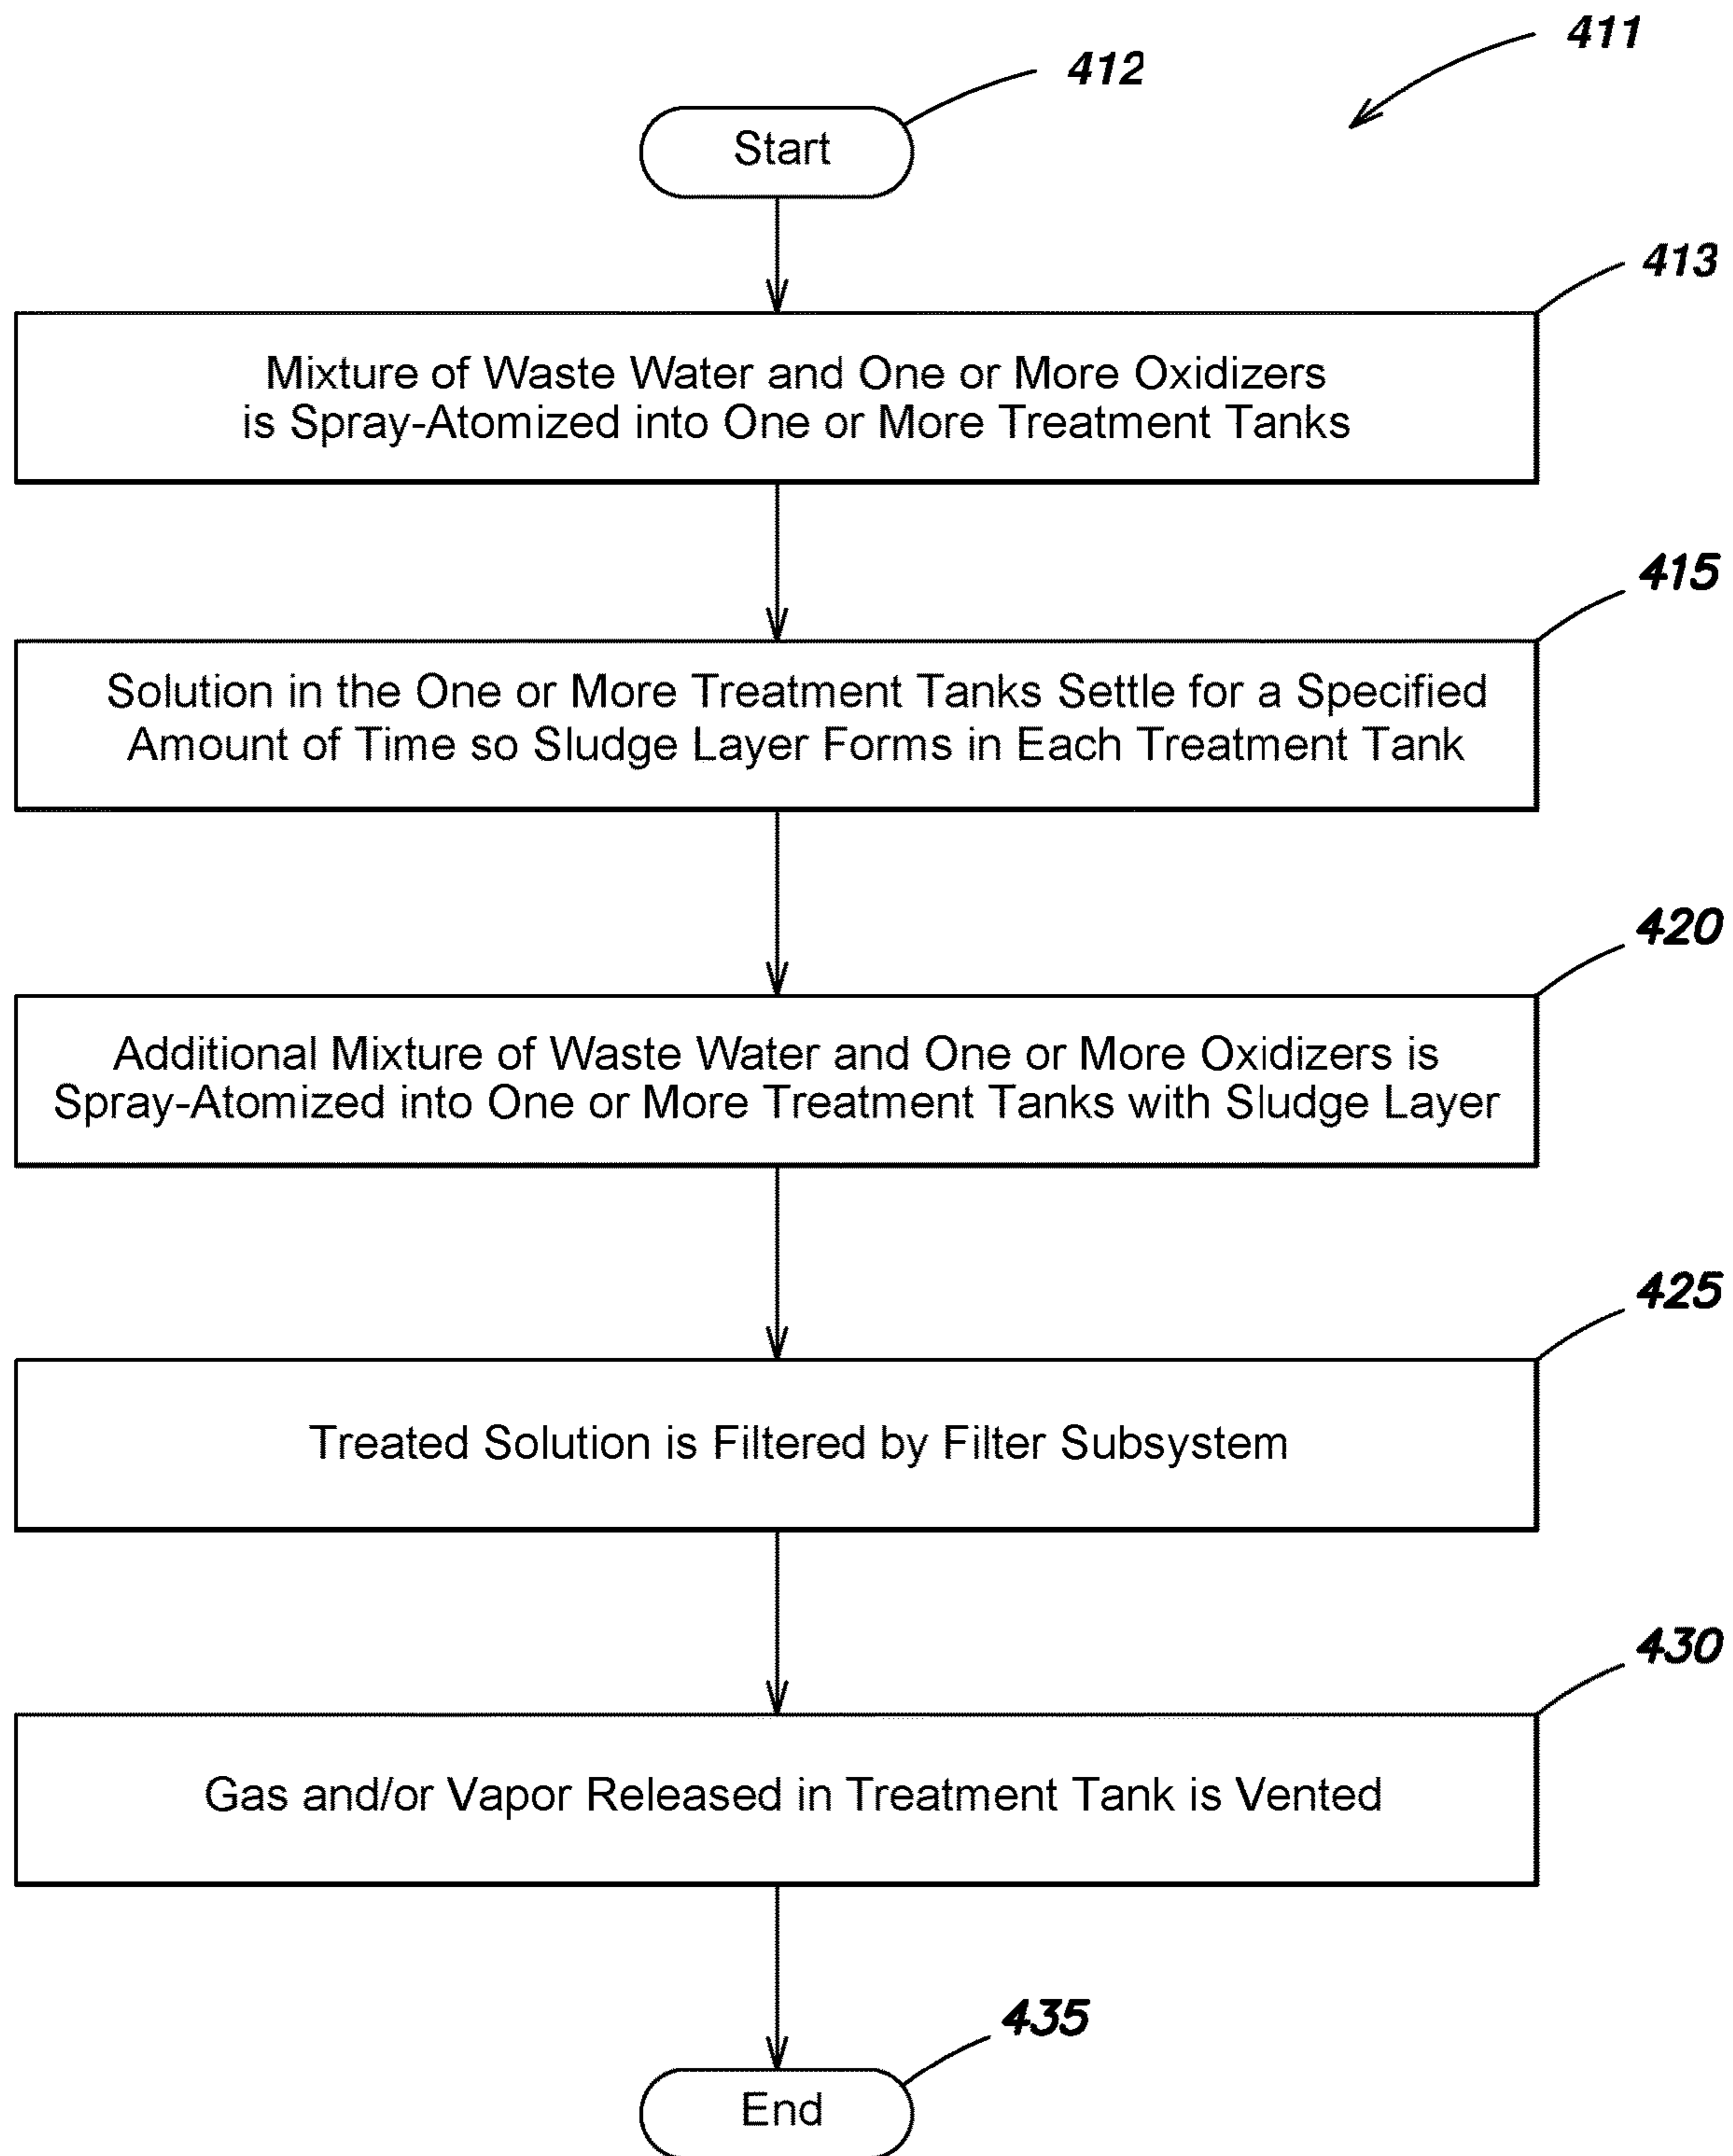 411
412
Start
413
Mixture of Waste Water and One or More Oxidizers
is Spray-Atomized into One or More Treatment Tanks
415
Solution in the One or More Treatment Tanks Settle for a Specified
Amount of Time so Sludge Layer Forms in Each Treatment Tank
420
Additional Mixture of Waste Water and One or More Oxidizers is
Spray-Atomized into One or More Treatment Tanks with Sludge Layer
425
Treated Solution is Filtered by Filter Subsystem
430
Gas and/or Vapor Released in Treatment Tank is Vented
435
End